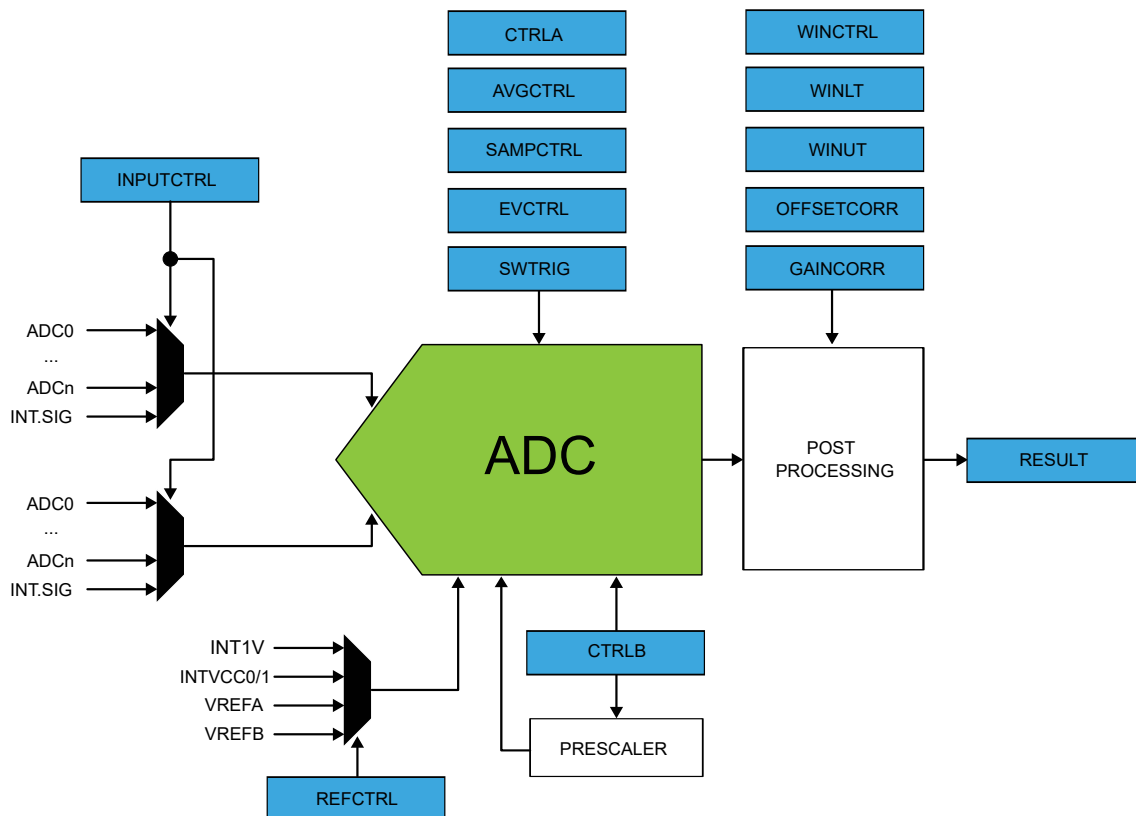 CTRLA
AVGCTRL
SAMPCTRL
EVCTRL
SWTRIG
WINCTRL
WINLT
WINUT
OFFSETCORR
GAINCORR
INPUTCTRL
ADC0
...
ADCn
INT.SIG
ADC0
...
ADCn
INT.SIG
ADC
POST
PROCESSING
RESULT
INT1V
INTVCC0/1
VREFA
VREFB
CTRLB
PRESCALER
REFCTRL